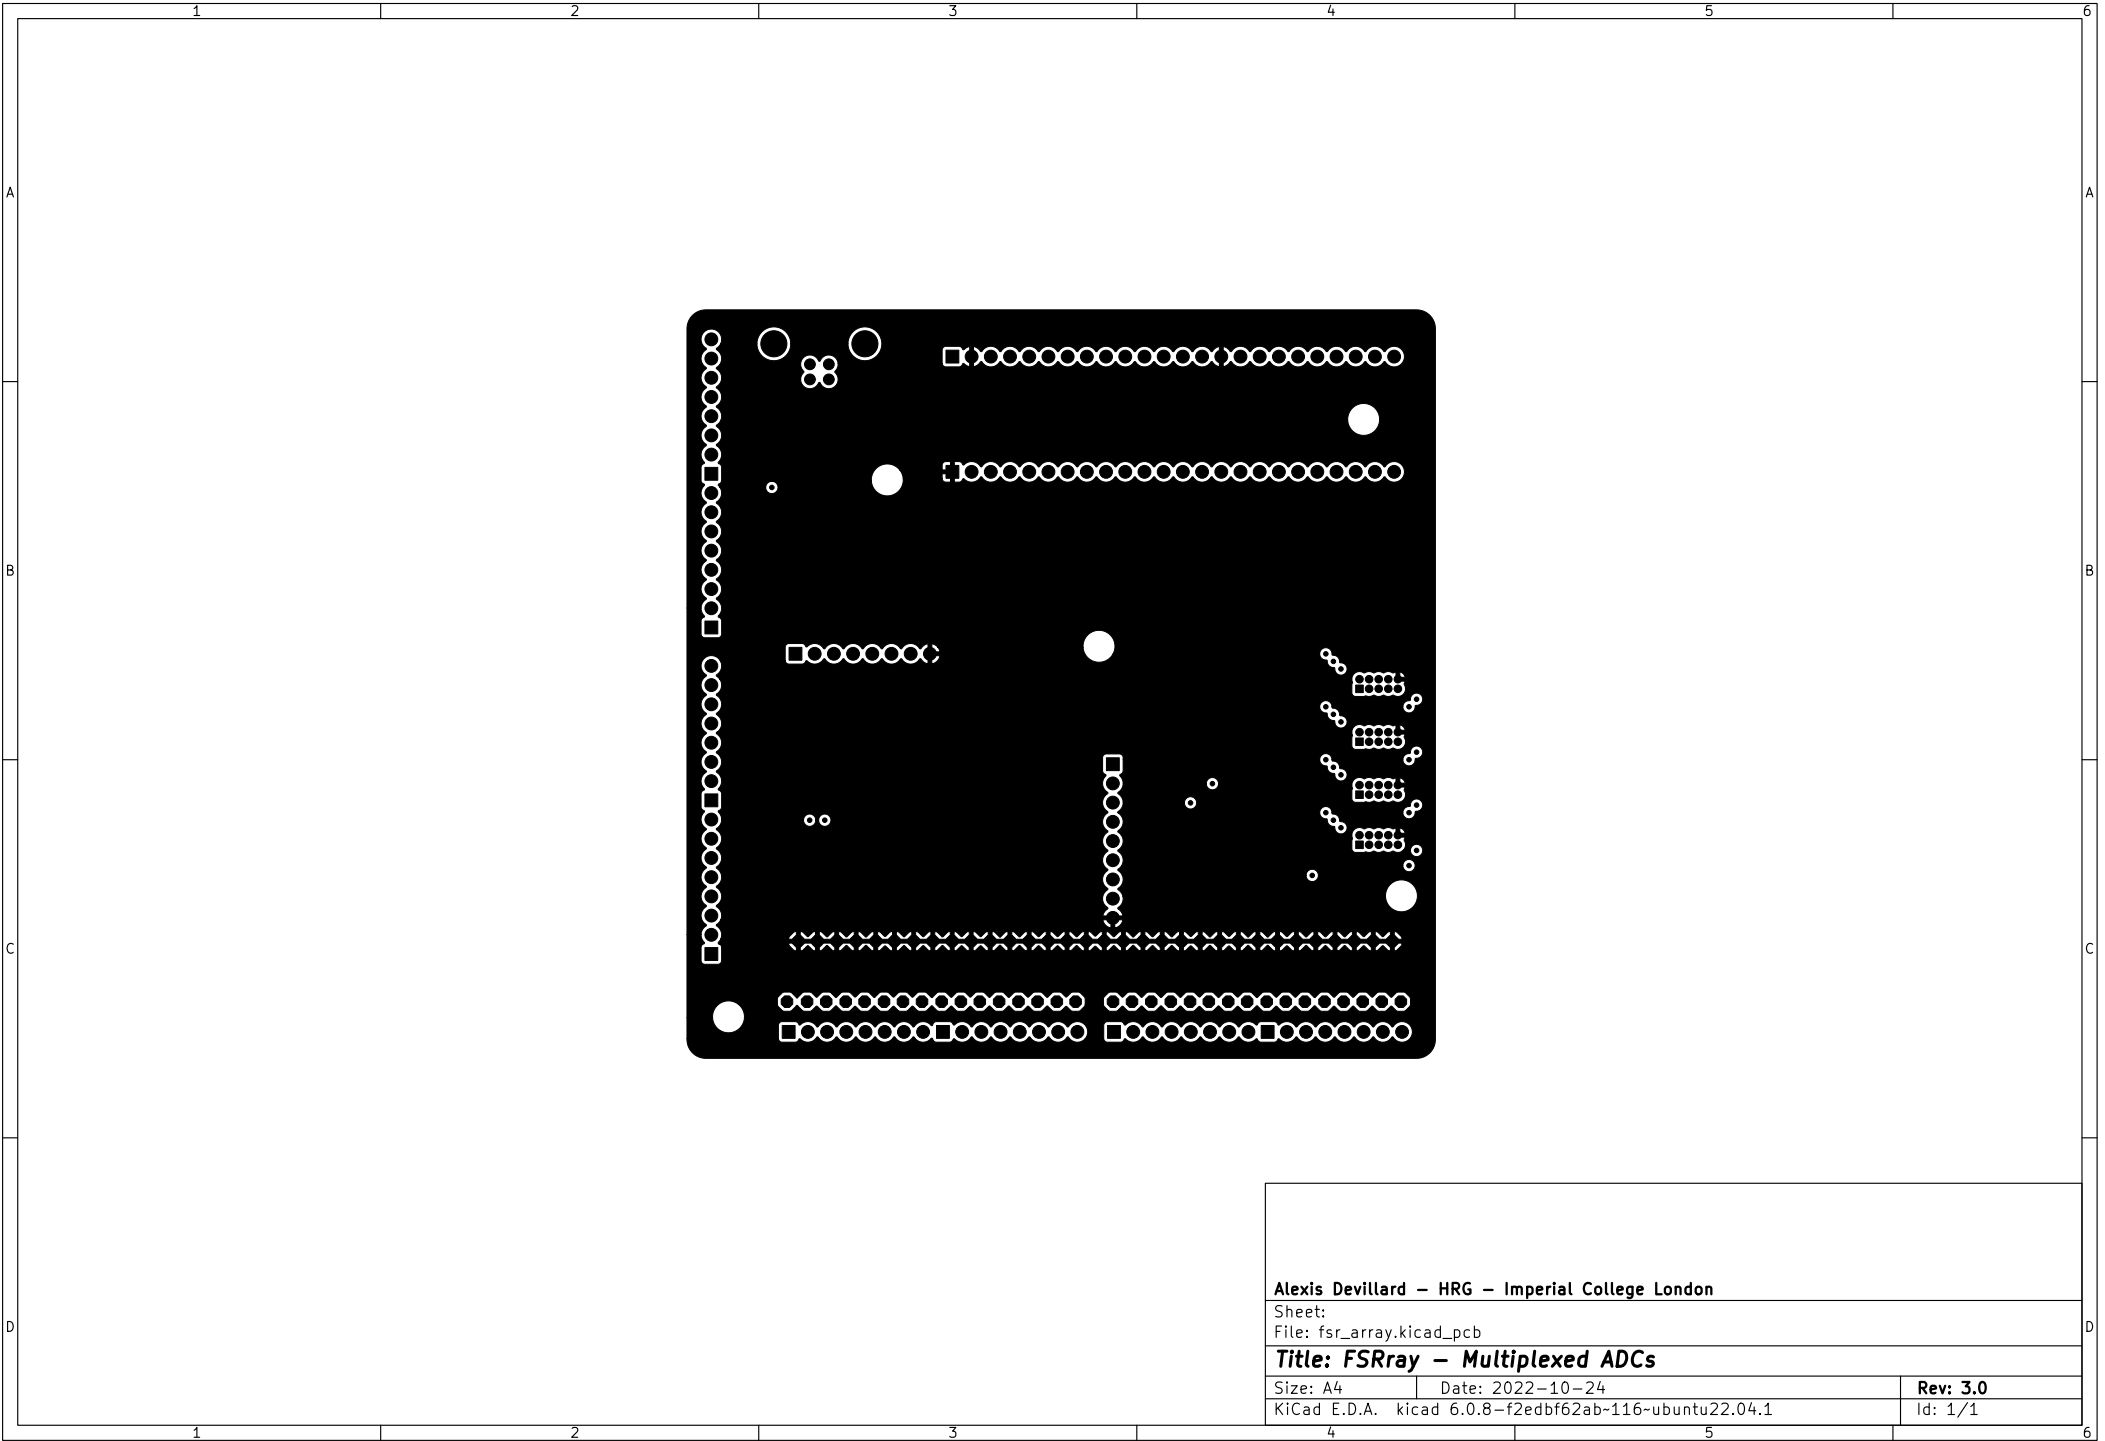 1 2 3 4 5 6
A A
B B
C C
D D
Alexis Devillard – HRG – Imperial College London
Sheet:
File: fsr_array.kicad_pcb
Title: FSRray – Multiplexed ADCs
Size: A4 Date: 2022–10–24 Rev: 3.0
KiCad E.D.A. kicad 6.0.8–f2edbf62ab~116~ubuntu22.04.1 Id: 1/1
1 2 3 4 5 6